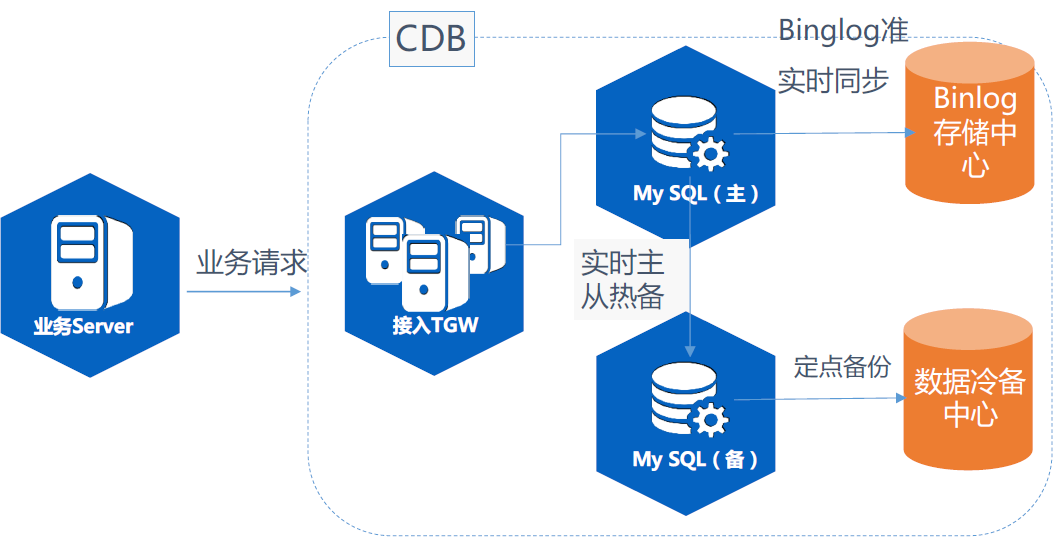 CDB
Binglog准
实时同步
Binlog
存储中
心
My SQL（主）
业务请求
业务Server
接入TGW
实时主
从热备
定点备份
数据冷备
中心
My SQL（备）